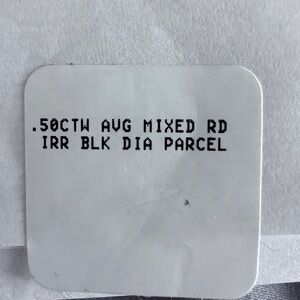 .50CTW AVG MIXED RD
IRR BLK DIA PARCEL